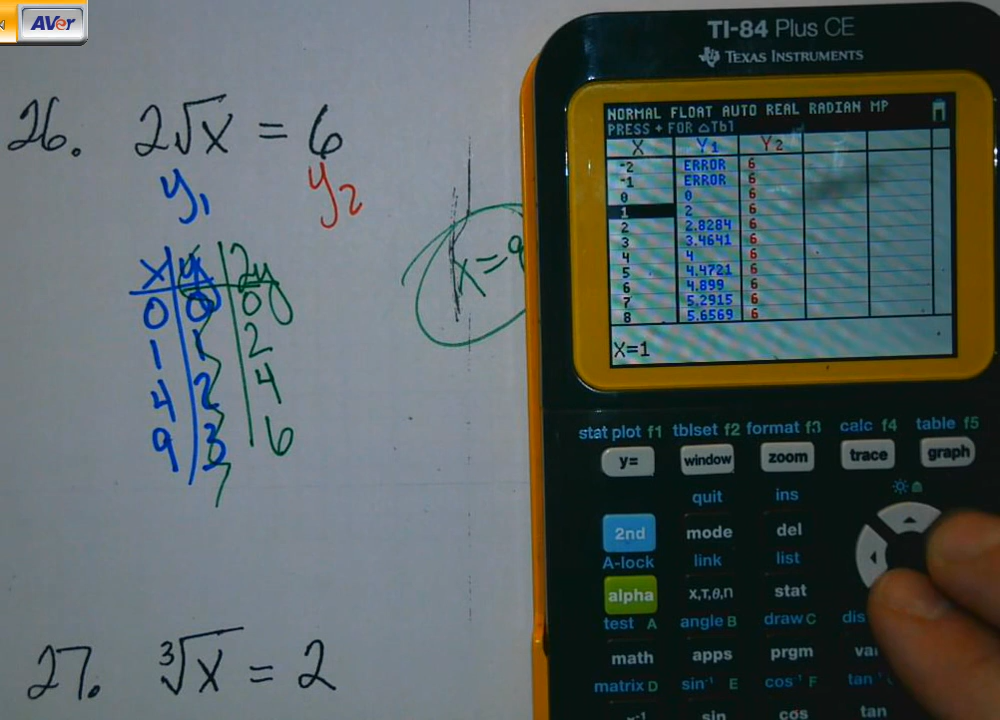 AVer
26. 2√x = 6
y₁ y₂
x | y | 2y
0 | 0 | 0
1 | 1 | 2
4 | 2 | 4
9 | 3 | 6
x=9
27. ³√x = 2
TI-84 Plus CE
TEXAS INSTRUMENTS
NORMAL FLOAT AUTO REAL RADIAN MP
PRESS + FOR △Tbl
X Y1 Y2
-2 ERROR 6
-1 ERROR 6
0 0 6
1 2 6
2 2.8284 6
3 3.4641 6
4 4 6
5 4.4721 6
6 4.899 6
7 5.2915 6
8 5.6569 6
X=1
stat plot f1 tblset f2 format f3 calc f4 table f5
y= window zoom trace graph
quit ins
2nd mode del
A-lock link list
alpha X,T,θ,n stat
test A angle B draw C
math apps prgm
matrix D sin⁻¹ E cos⁻¹ F tan⁻¹
x⁻¹ sin cos tan